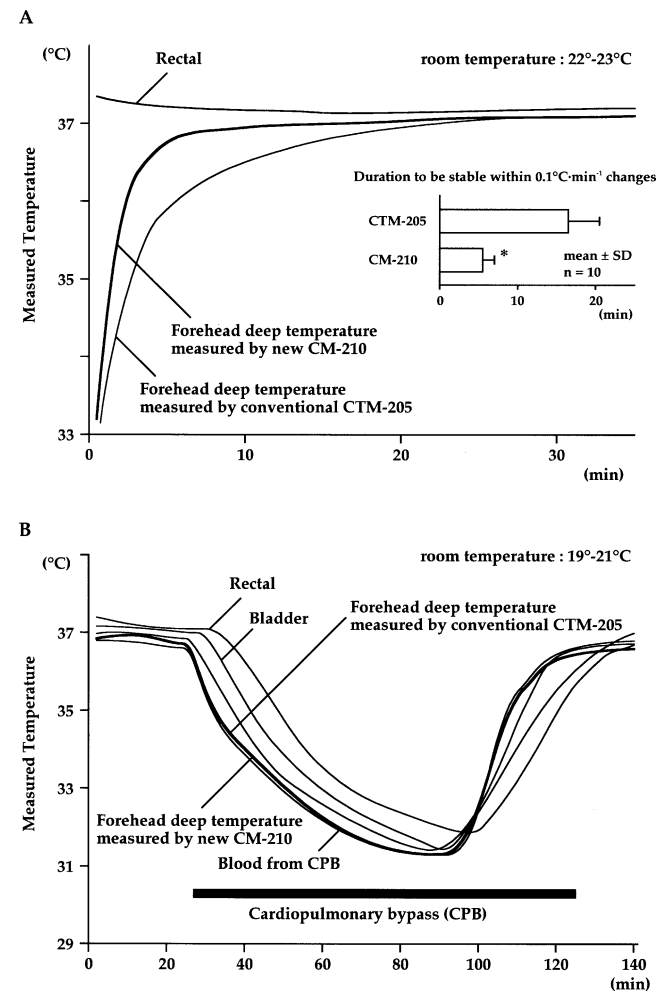 A
(°C)
Rectal
room temperature : 22°-23°C
37
Duration to be stable within 0.1°C·min⁻¹ changes
CTM-205
CM-210
*
mean ± SD
n = 10
0
10
20
(min)
35
Measured Temperature
Forehead deep temperature
measured by new CM-210
Forehead deep temperature
measured by conventional CTM-205
33
0
10
20
30
(min)
B
(°C)
room temperature : 19°-21°C
Rectal
Bladder
Forehead deep temperature
measured by conventional CTM-205
37
35
33
31
29
Measured Temperature
Forehead deep temperature
measured by new CM-210
Blood from CPB
Cardiopulmonary bypass (CPB)
0
20
40
60
80
100
120
140
(min)